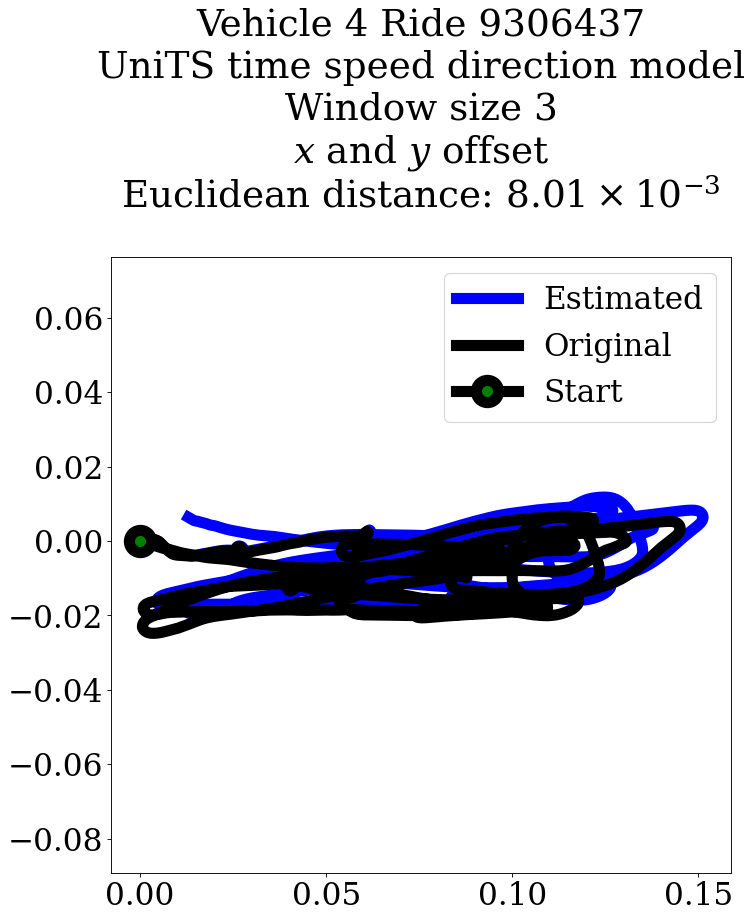 Vehicle 4 Ride 9306437
UniTS time speed direction model
Window size 3
x and y offset
Euclidean distance: 8.01 × 10⁻³
Estimated
Original
Start
0.06
0.04
0.02
0.00
−0.02
−0.04
−0.06
−0.08
0.00 0.05 0.10 0.15